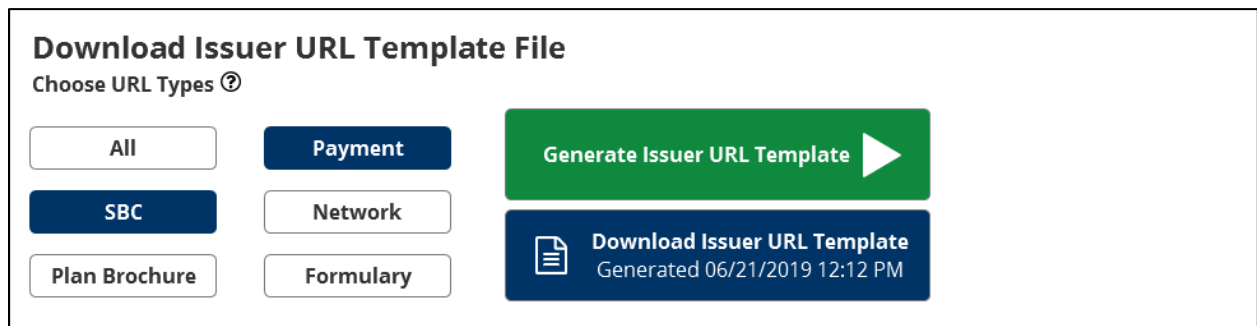 Download Issuer URL Template File
Choose URL Types ?
All
Payment
SBC
Network
Plan Brochure
Formulary
Generate Issuer URL Template
Download Issuer URL Template
Generated 06/21/2019 12:12 PM